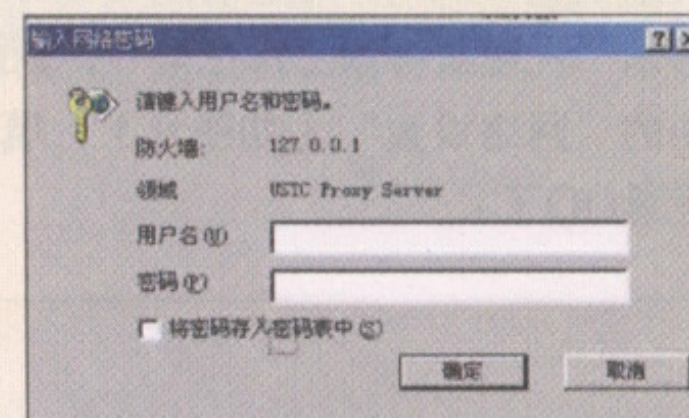 输入网络密码
请键入用户名和密码。
防火墙: 127.0.0.1
领域 USTC Proxy Server
用户名(U)
密码(P)
将密码存入密码表中(S)
确定 取消